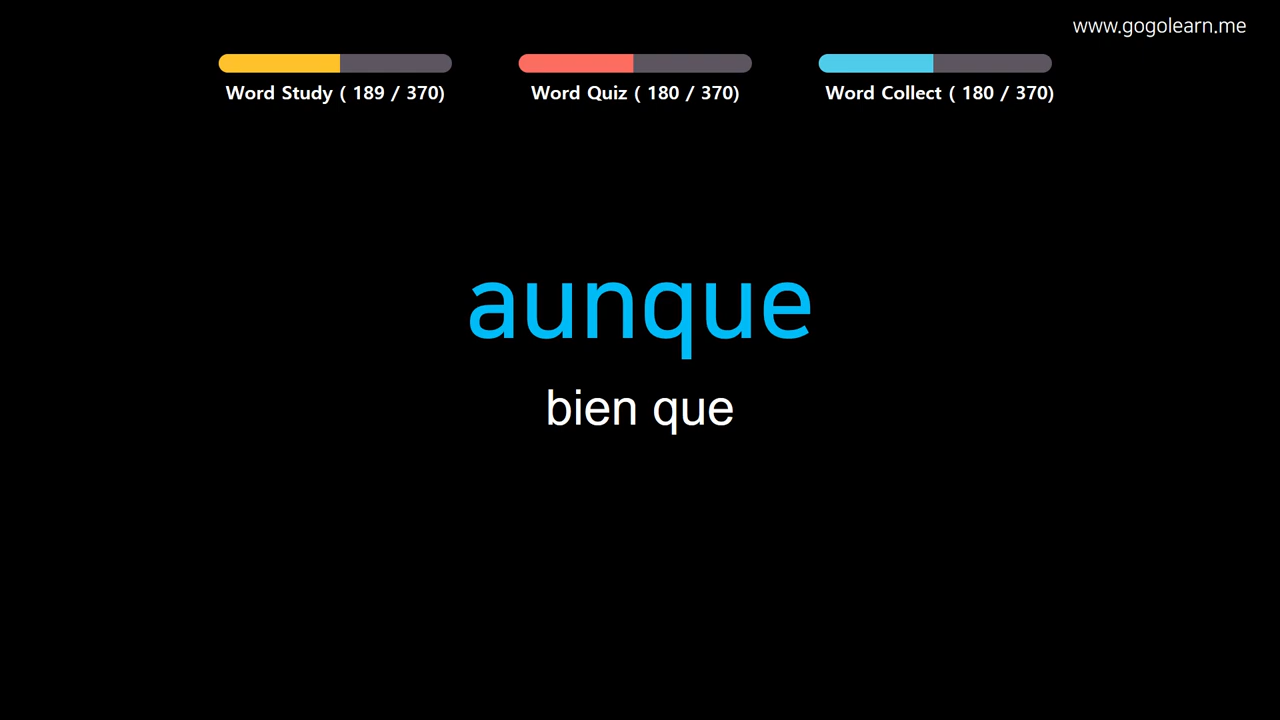 www.gogolearn.me
Word Study ( 189 / 370)
Word Quiz ( 180 / 370)
Word Collect ( 180 / 370)
aunque
bien que